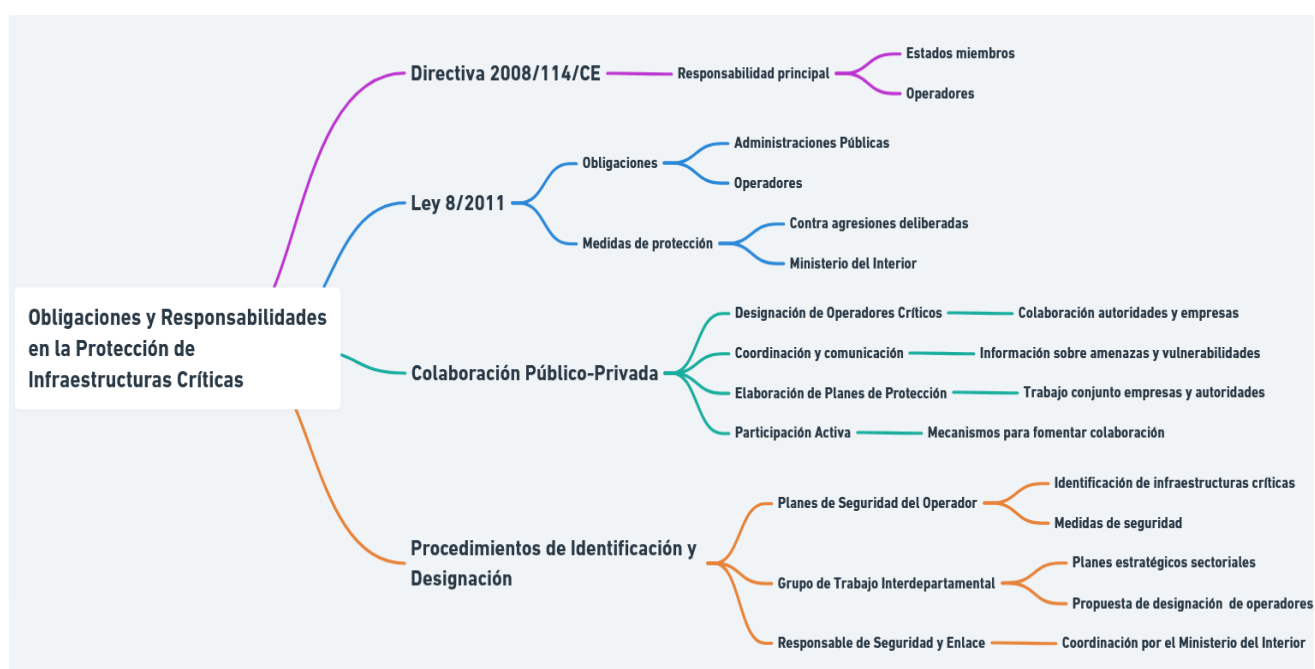 Obligaciones y Responsabilidades
en la Protección de
Infraestructuras Críticas
Directiva 2008/114/CE
Responsabilidad principal
Estados miembros
Operadores
Ley 8/2011
Obligaciones
Administraciones Públicas
Operadores
Medidas de protección
Contra agresiones deliberadas
Ministerio del Interior
Colaboración Público-Privada
Designación de Operadores Críticos
Colaboración autoridades y empresas
Coordinación y comunicación
Información sobre amenazas y vulnerabilidades
Elaboración de Planes de Protección
Trabajo conjunto empresas y autoridades
Participación Activa
Mecanismos para fomentar colaboración
Procedimientos de Identificación y
Designación
Planes de Seguridad del Operador
Identificación de infraestructuras críticas
Medidas de seguridad
Grupo de Trabajo Interdepartamental
Planes estratégicos sectoriales
Propuesta de designación de operadores
Responsable de Seguridad y Enlace
Coordinación por el Ministerio del Interior